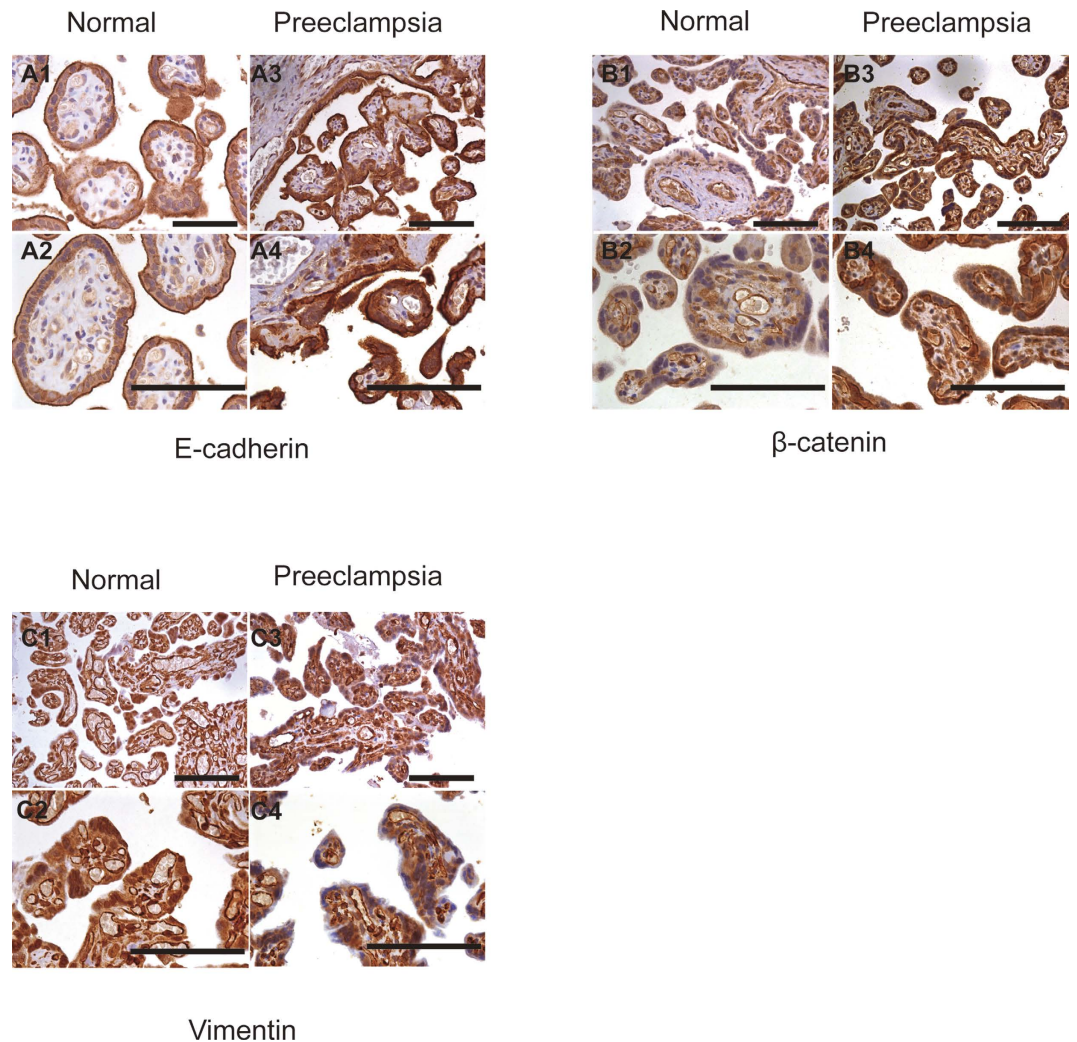 Normal Preeclampsia
A1 A3
A2 A4
E-cadherin
Normal Preeclampsia
B1 B3
B2 B4
β-catenin
Normal Preeclampsia
C1 C3
C2 C4
Vimentin